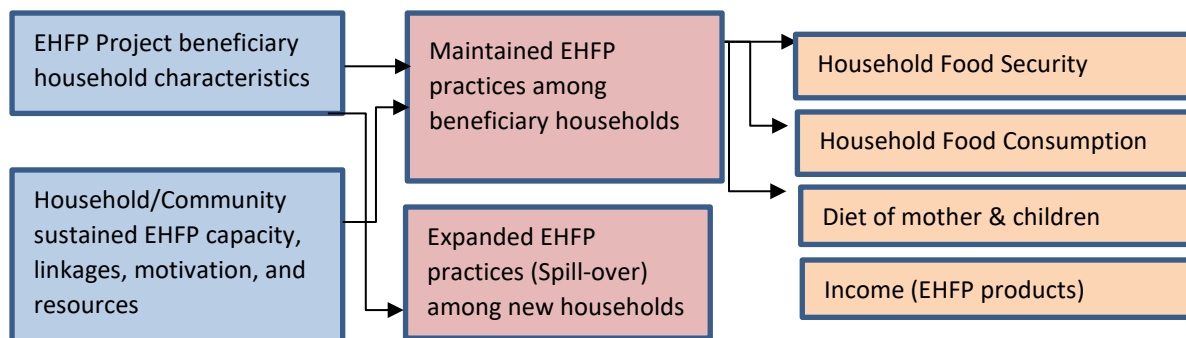 EHFP Project beneficiary
household characteristics
Household/Community
sustained EHFP capacity,
linkages, motivation, and
resources
Maintained EHFP
practices among
beneficiary households
Expanded EHFP
practices (Spill-over)
among new households
Household Food Security
Household Food Consumption
Diet of mother & children
Income (EHFP products)